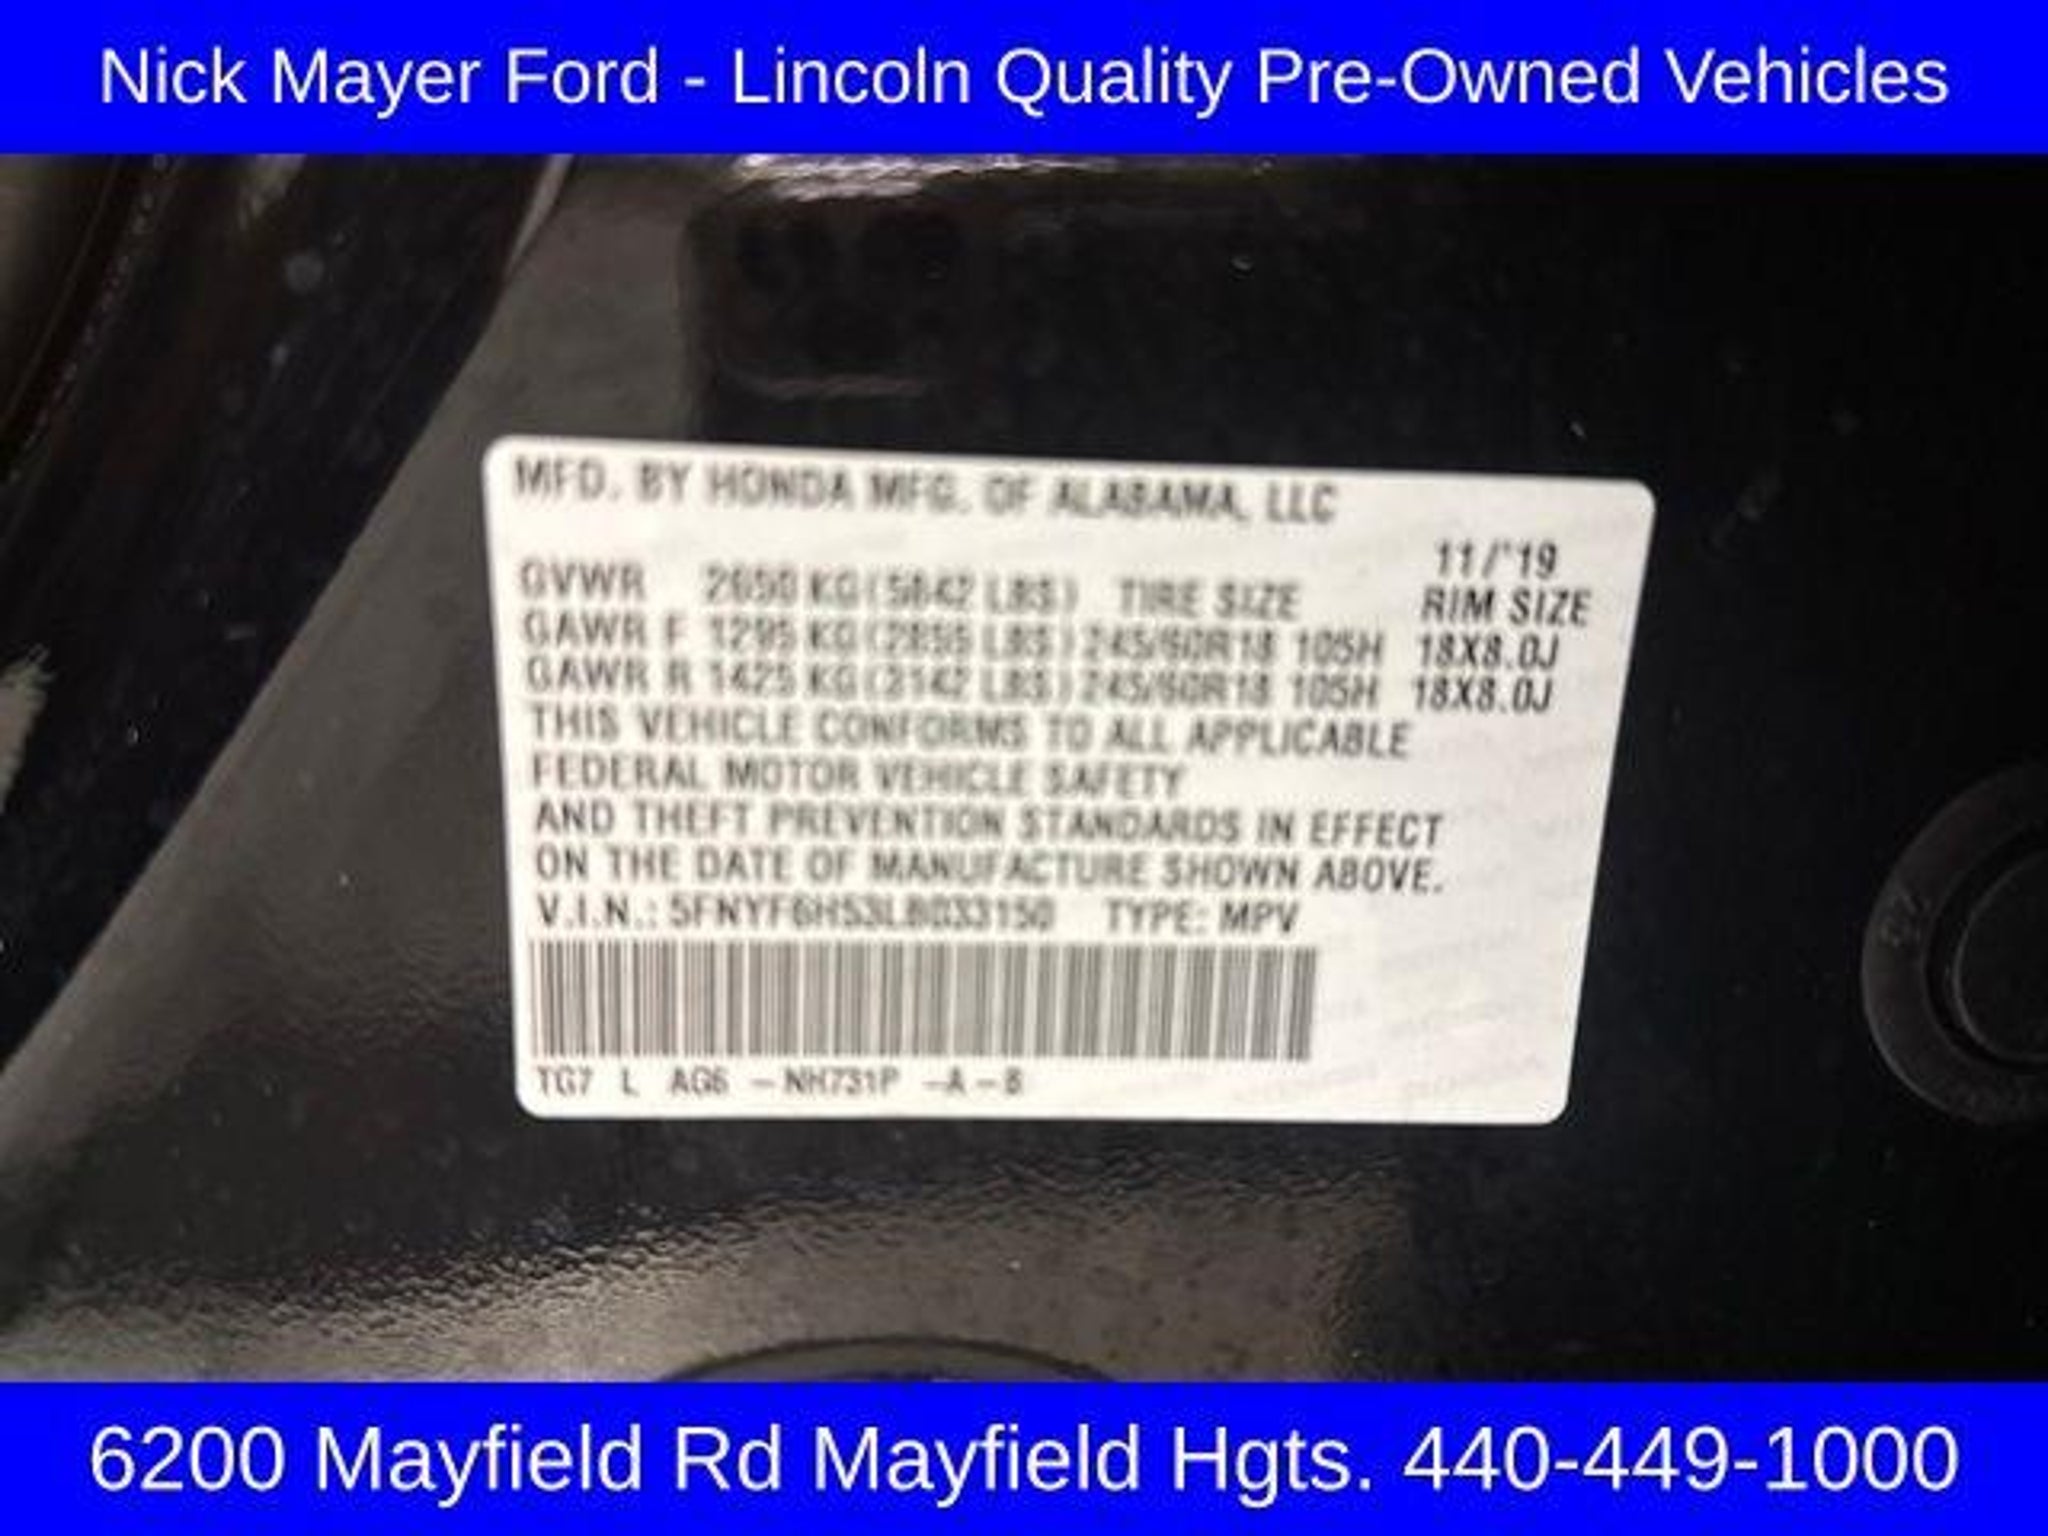 Nick Mayer Ford - Lincoln Quality Pre-Owned Vehicles
MFD. BY HONDA MFG. OF ALABAMA, LLC
11/'19
GVWR 2650 KG (5842 LBS) TIRE SIZE RIM SIZE
GAWR F 1295 KG (2855 LBS) 245/60R18 105H 18X8.0J
GAWR R 1425 KG (3142 LBS) 245/60R18 105H 18X8.0J
THIS VEHICLE CONFORMS TO ALL APPLICABLE
FEDERAL MOTOR VEHICLE SAFETY
AND THEFT PREVENTION STANDARDS IN EFFECT
ON THE DATE OF MANUFACTURE SHOWN ABOVE.
V.I.N.: 5FNYF6H53LB033150 TYPE: MPV
TG7 L AG6 -NH731P -A-B
6200 Mayfield Rd Mayfield Hgts. 440-449-1000